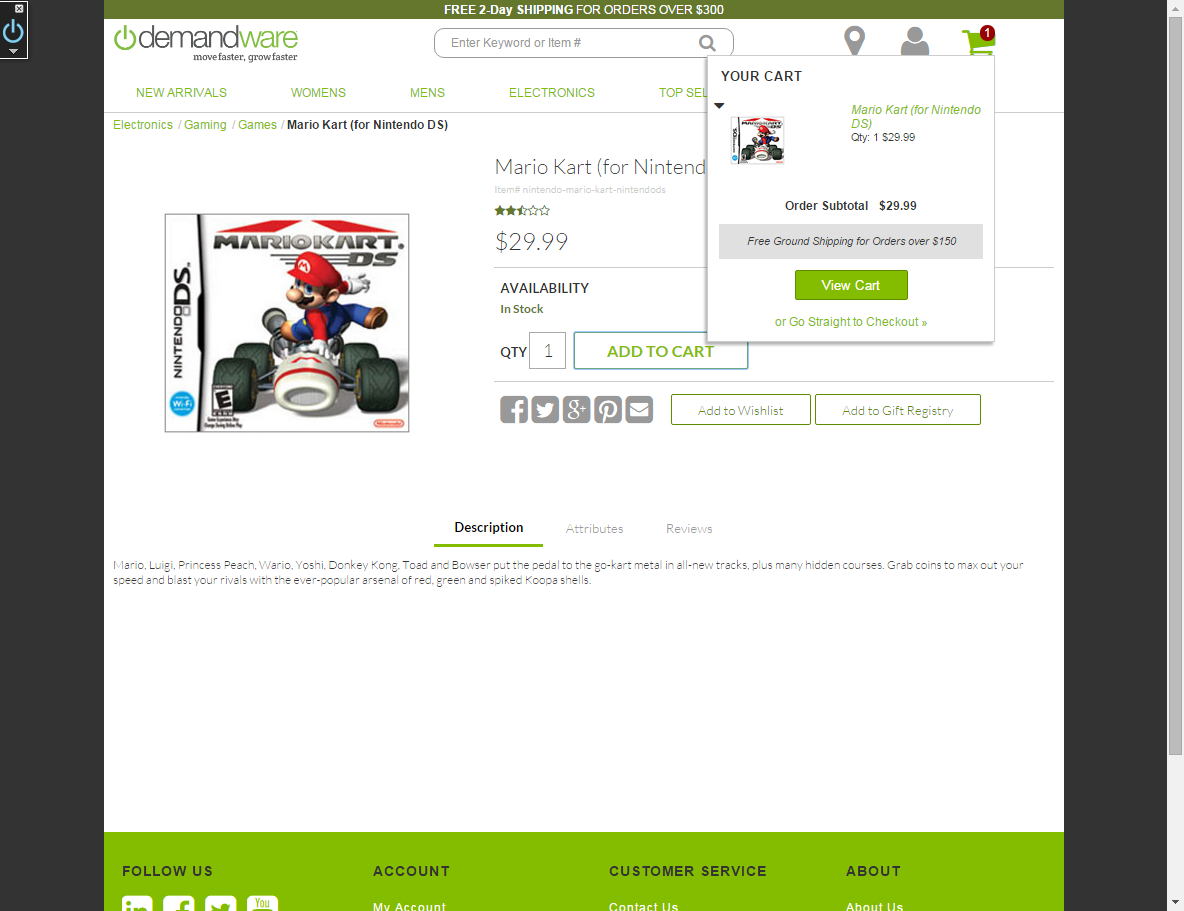 FREE 2-Day SHIPPING FOR ORDERS OVER $300
demandware
move faster, grow faster
Enter Keyword or Item #
1
NEW ARRIVALS
WOMENS
MENS
ELECTRONICS
TOP SEL
YOUR CART
Mario Kart (for Nintendo
DS)
Qty: 1 $29.99
Order Subtotal $29.99
Free Ground Shipping for Orders over $150
View Cart
or Go Straight to Checkout »
Electronics / Gaming / Games / Mario Kart (for Nintendo DS)
MARIOKART
DS
NINTENDO DS
Wi-Fi
EVERYONE
E
Nintendo
Mario Kart (for Nintend
Item# nintendo-mario-kart-nintendods
$29.99
AVAILABILITY
In Stock
QTY 1 ADD TO CART
Add to Wishlist
Add to Gift Registry
Description
Attributes
Reviews
Mario, Luigi, Princess Peach, Wario, Yoshi, Donkey Kong, Toad and Bowser put the pedal to the go-kart metal in all-new tracks, plus many hidden courses. Grab coins to max out your
speed and blast your rivals with the ever-popular arsenal of red, green and spiked Koopa shells.
FOLLOW US
ACCOUNT
CUSTOMER SERVICE
ABOUT
You
My Account
Contact Us
About Us